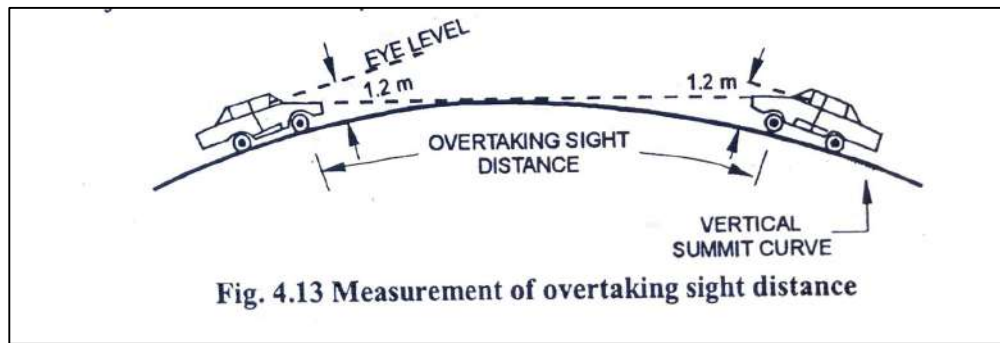 EYE LEVEL
1.2 m
1.2 m
OVERTAKING SIGHT
DISTANCE
VERTICAL
SUMMIT CURVE
Fig. 4.13 Measurement of overtaking sight distance